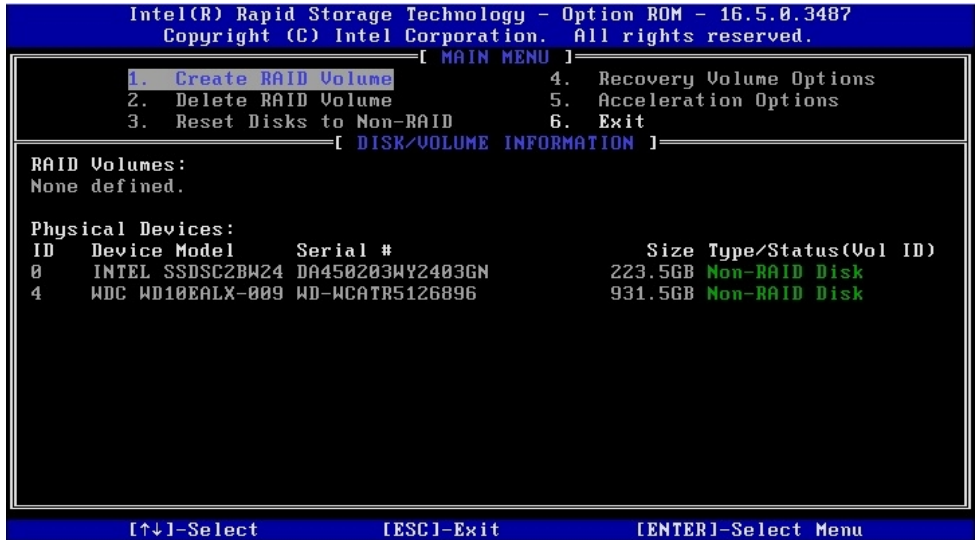 Intel(R) Rapid Storage Technology - Option ROM - 16.5.0.3487
Copyright (C) Intel Corporation.  All rights reserved.
[ MAIN MENU ]
1.  Create RAID Volume  4.  Recovery Volume Options
2.  Delete RAID Volume  5.  Acceleration Options
3.  Reset Disks to Non-RAID  6.  Exit
[ DISK/VOLUME INFORMATION ]
RAID Volumes:
None defined.
Physical Devices:
ID  Device Model  Serial #  Size Type/Status(Vol ID)
0  INTEL SSDSC2BW24 DA450203WY2403GN  223.5GB Non-RAID Disk
4  WDC WD10EALX-009 WD-WCATR5126896  931.5GB Non-RAID Disk
[↑↓]-Select  [ESC]-Exit  [ENTER]-Select Menu